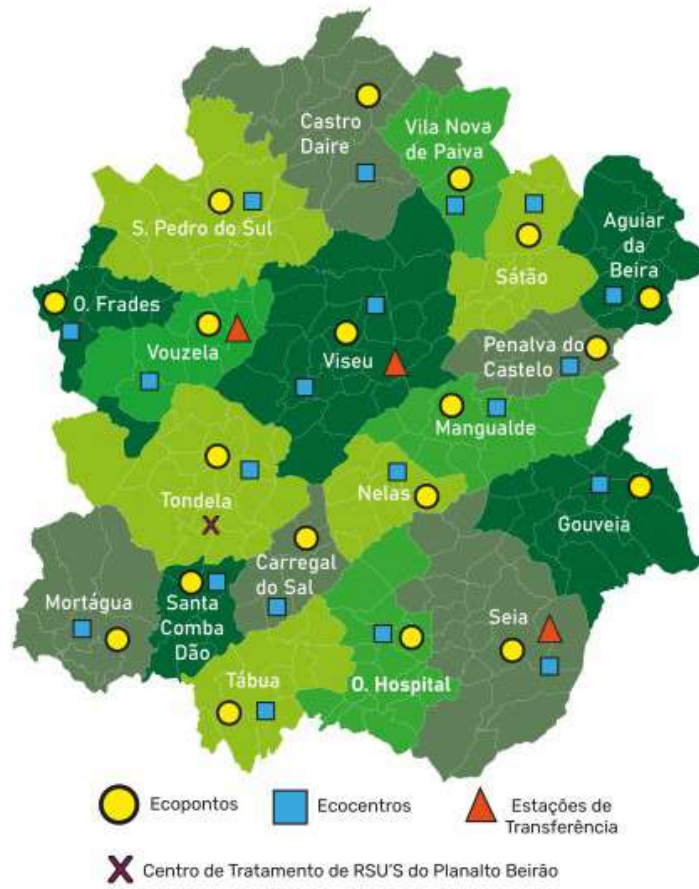 Castro
Daire
Vila Nova
de Paiva
S. Pedro do Sul
Aguiar
da
Beira
Sátão
O. Frades
Vouzela
Viseu
Penalva do
Castelo
Mangualde
Tondela
Nelas
Gouveia
Carregal
do Sal
Mortágua
Santa
Comba
Dão
Seia
Tábua
O. Hospital
Ecopontos
Ecocentros
Estações de
Transferência
Centro de Tratamento de RSU'S do Planalto Beirão